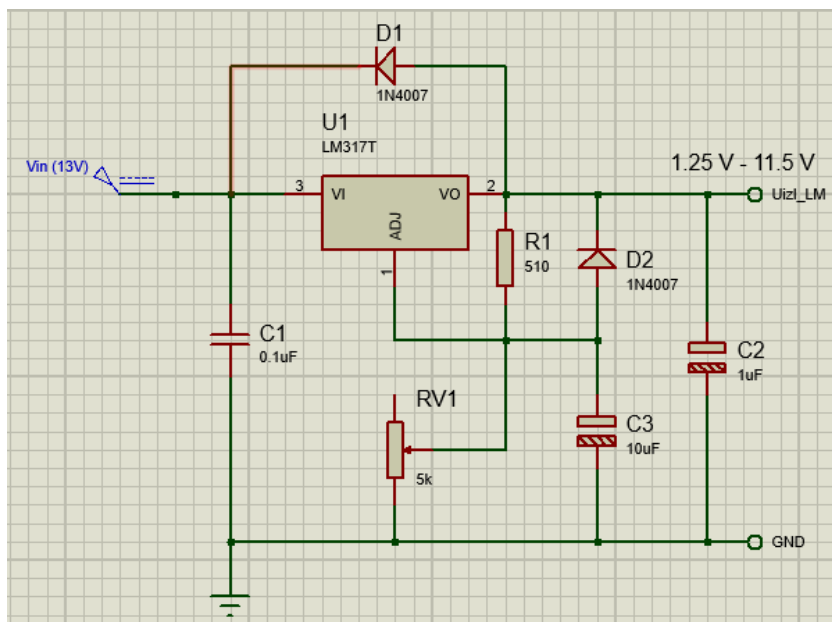 D1
1N4007
U1
LM317T
Vin (13V)
3
VI
VO
2
ADJ
1
1.25 V - 11.5 V
Uizl_LM
R1
510
D2
1N4007
C1
0.1uF
RV1
5k
C3
10uF
C2
1uF
GND